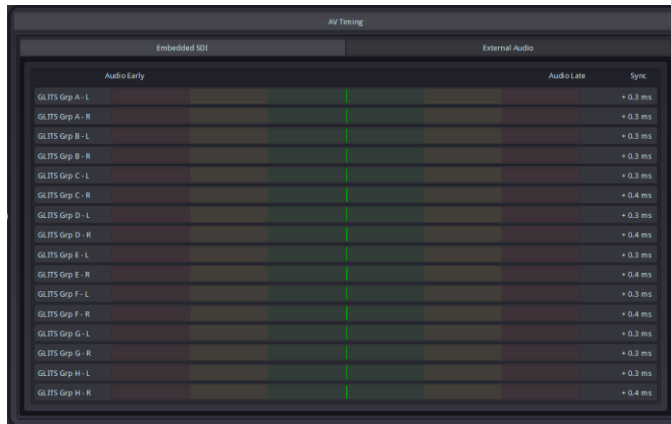 AV Timing
Embedded SDI External Audio
Audio Early Audio Late Sync
GLITS Grp A - L + 0.3 ms
GLITS Grp A - R + 0.3 ms
GLITS Grp B - L + 0.3 ms
GLITS Grp B - R + 0.3 ms
GLITS Grp C - L + 0.3 ms
GLITS Grp C - R + 0.4 ms
GLITS Grp D - L + 0.3 ms
GLITS Grp D - R + 0.4 ms
GLITS Grp E - L + 0.3 ms
GLITS Grp E - R + 0.4 ms
GLITS Grp F - L + 0.3 ms
GLITS Grp F - R + 0.4 ms
GLITS Grp G - L + 0.3 ms
GLITS Grp G - R + 0.3 ms
GLITS Grp H - L + 0.3 ms
GLITS Grp H - R + 0.4 ms